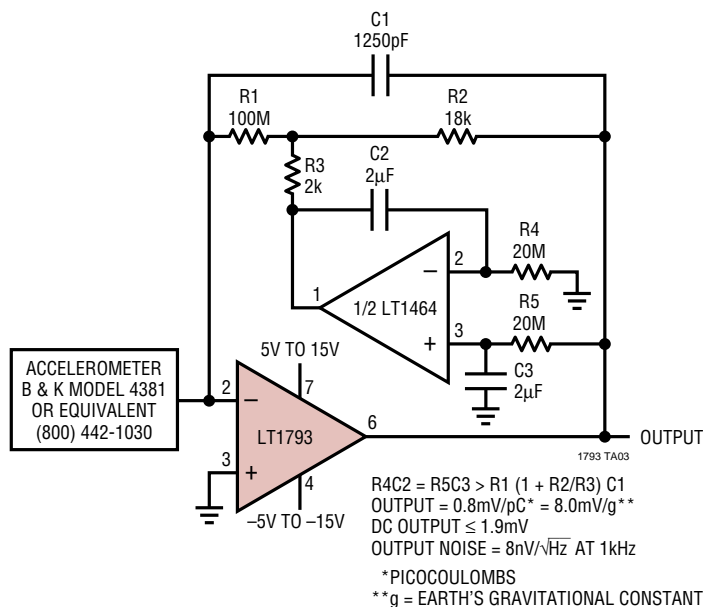 C1
1250pF
R1
100M
R2
18k
R3
2k
C2
2µF
R4
20M
2
−
1
1/2 LT1464
R5
20M
3
+
C3
2µF
ACCELEROMETER
B & K MODEL 4381
OR EQUIVALENT
(800) 442-1030
5V TO 15V
2
−
7
LT1793
6
OUTPUT
3
+
4
–5V TO –15V
1793 TA03
R4C2 = R5C3 > R1 (1 + R2/R3) C1
OUTPUT = 0.8mV/pC* = 8.0mV/g**
DC OUTPUT ≤ 1.9mV
OUTPUT NOISE = 8nV/√Hz AT 1kHz
*PICOCOULOMBS
**g = EARTH'S GRAVITATIONAL CONSTANT